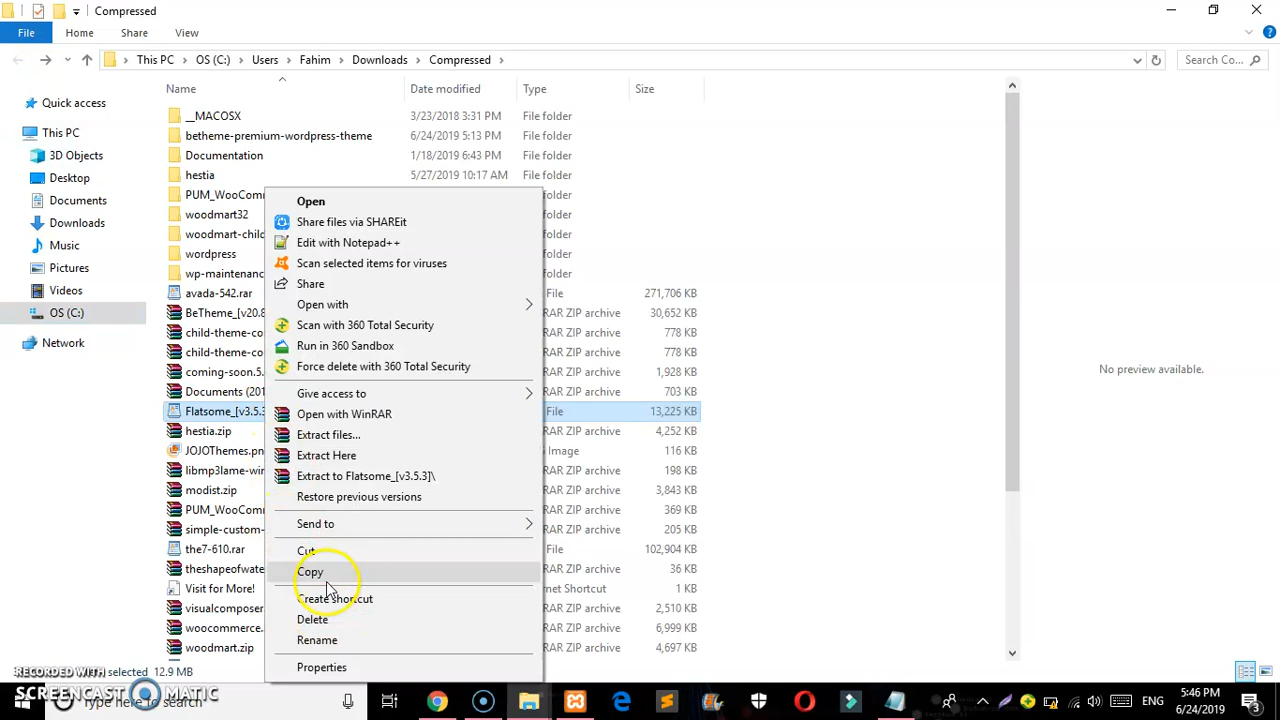 Compressed
File Home Share View
This PC OS (C:) Users Fahim Downloads Compressed Search Co...
Name Date modified Type Size
Quick access
This PC
3D Objects
Desktop
Documents
Downloads
Music
Pictures
Videos
OS (C:)
Network
__MACOSX 3/23/2018 3:31 PM File folder
betheme-premium-wordpress-theme 6/24/2019 5:13 PM File folder
Documentation 1/18/2019 6:43 PM File folder
hestia 5/27/2019 10:17 AM File folder
PUM_WooComm folder
woodmart32 folder
woodmart-child folder
wordpress folder
wp-maintenanc folder
avada-542.rar File 271,706 KB
BeTheme_[v20.8 RAR ZIP archive 30,652 KB
child-theme-co RAR ZIP archive 778 KB
child-theme-co RAR ZIP archive 778 KB
coming-soon.5. RAR ZIP archive 1,928 KB
Documents (201 RAR ZIP archive 703 KB
Flatsome_[v3.5.3 File 13,225 KB
hestia.zip RAR ZIP archive 4,252 KB
JOJOThemes.pn Image 116 KB
libmp3lame-win RAR ZIP archive 198 KB
modist.zip RAR ZIP archive 3,843 KB
PUM_WooComm RAR ZIP archive 369 KB
simple-custom- RAR ZIP archive 205 KB
the7-610.rar File 102,904 KB
theshapeofwate RAR ZIP archive 36 KB
Visit for More! net Shortcut 1 KB
visualcomposer RAR ZIP archive 2,510 KB
woocommerce. RAR ZIP archive 6,999 KB
woodmart.zip RAR ZIP archive 4,697 KB
Open
Share files via SHAREit
Edit with Notepad++
Scan selected items for viruses
Share
Open with
Scan with 360 Total Security
Run in 360 Sandbox
Force delete with 360 Total Security
Give access to
Open with WinRAR
Extract files...
Extract Here
Extract to Flatsome_[v3.5.3]\
Restore previous versions
Send to
Cut
Copy
Create shortcut
Delete
Rename
Properties
No preview available.
selected 12.9 MB
RECORDED WITH
SCREENCAST MATIC
Type here to search
ENG
5:46 PM
6/24/2019